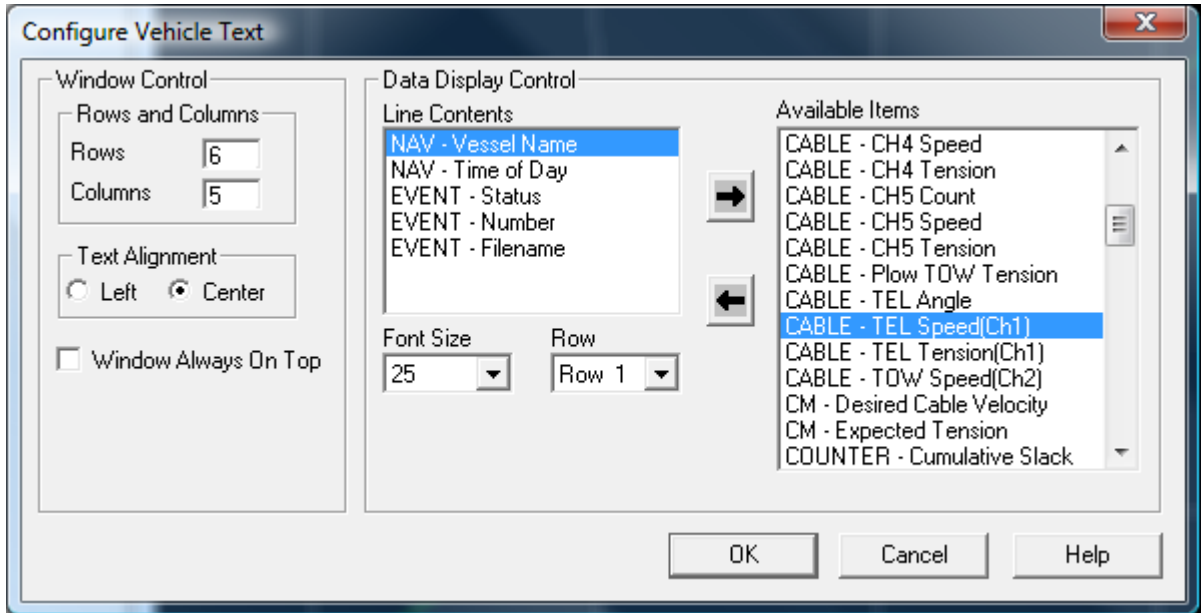 Configure Vehicle Text
Window Control
Rows and Columns
Rows 6
Columns 5
Text Alignment
Left Center
Window Always On Top
Data Display Control
Line Contents
NAV - Vessel Name
NAV - Time of Day
EVENT - Status
EVENT - Number
EVENT - Filename
Font Size Row
25 Row 1
Available Items
CABLE - CH4 Speed
CABLE - CH4 Tension
CABLE - CH5 Count
CABLE - CH5 Speed
CABLE - CH5 Tension
CABLE - Plow TOW Tension
CABLE - TEL Angle
CABLE - TEL Speed(Ch1)
CABLE - TEL Tension(Ch1)
CABLE - TOW Speed(Ch2)
CM - Desired Cable Velocity
CM - Expected Tension
COUNTER - Cumulative Slack
OK Cancel Help